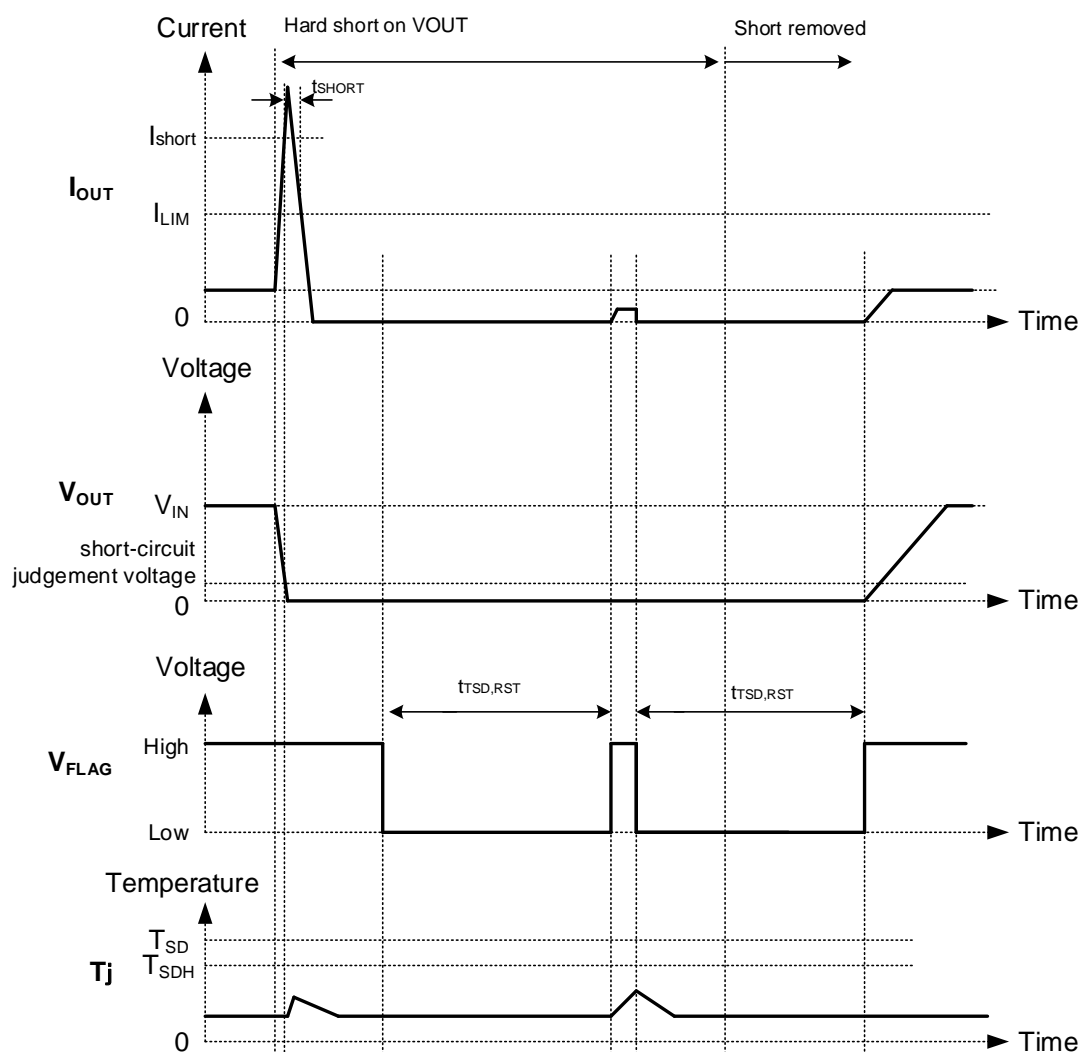 Current
Hard short on VOUT
Short removed
tSHORT
Ishort
IOUT
ILIM
0
Time
Voltage
VOUT
VIN
short-circuit
judgement voltage
0
Time
Voltage
tTSD,RST
tTSD,RST
High
VFLAG
Low
Time
Temperature
TSD
TSDH
Tj
0
Time